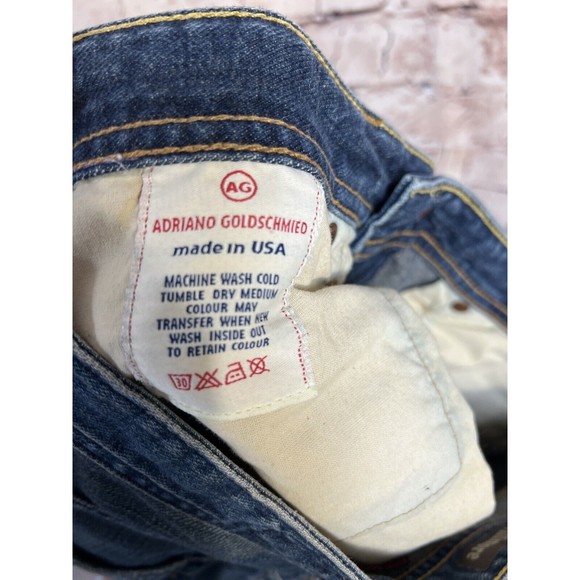 AG
ADRIANO GOLDSCHMIED
made in USA
MACHINE WASH COLD
TUMBLE DRY MEDIUM
COLOUR MAY
TRANSFER WHEN NEW
WASH INSIDE OUT
TO RETAIN COLOUR
30